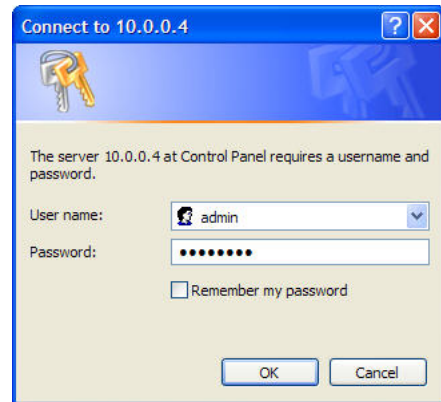 Connect to 10.0.0.4
The server 10.0.0.4 at Control Panel requires a username and
password.
User name:
admin
Password:
••••••••
Remember my password
OK
Cancel